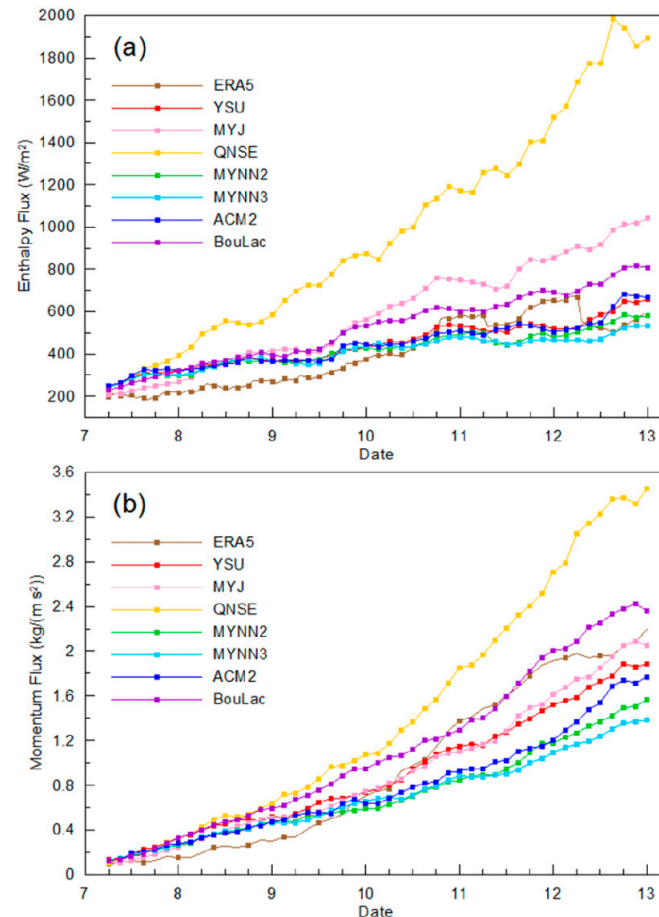 (a)
2000
1800
1600
1400
1200
1000
800
600
400
200
Enthalpy Flux (W/m²)
ERA5
YSU
MYJ
QNSE
MYNN2
MYNN3
ACM2
BouLac
7 8 9 10 11 12 13
Date
(b)
3.6
3.2
2.8
2.4
2
1.6
1.2
0.8
0.4
0
Momentum Flux (kg/(m s²))
ERA5
YSU
MYJ
QNSE
MYNN2
MYNN3
ACM2
BouLac
7 8 9 10 11 12 13
Date